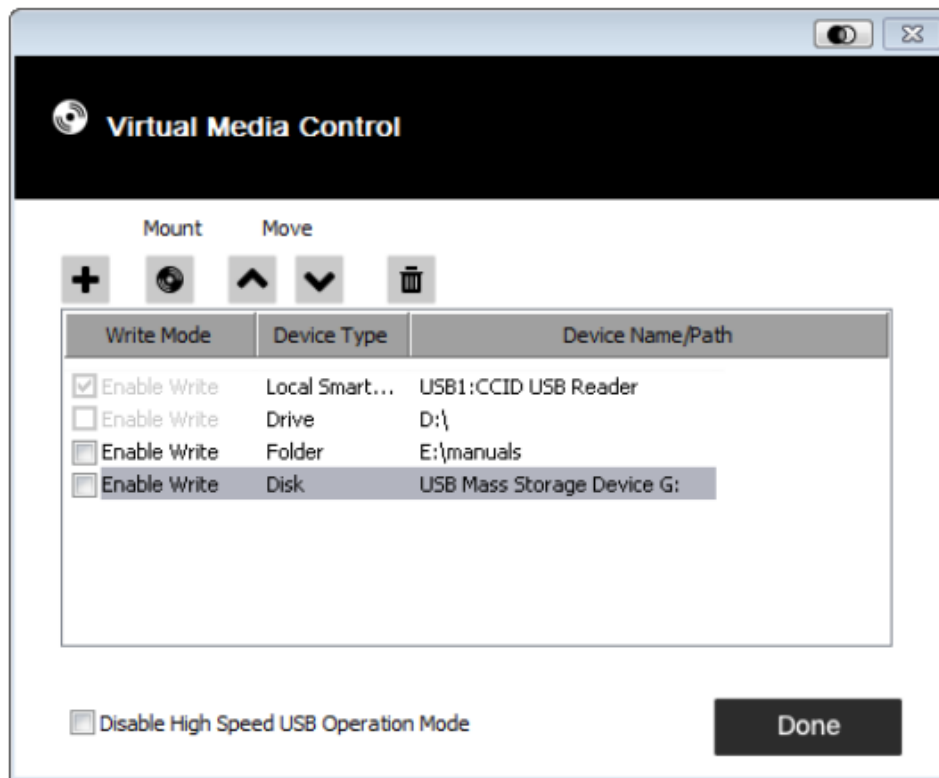 Virtual Media Control
Mount Move
Write Mode Device Type Device Name/Path
Enable Write Local Smart... USB1:CCID USB Reader
Enable Write Drive D:\
Enable Write Folder E:\manuals
Enable Write Disk USB Mass Storage Device G:
Disable High Speed USB Operation Mode
Done